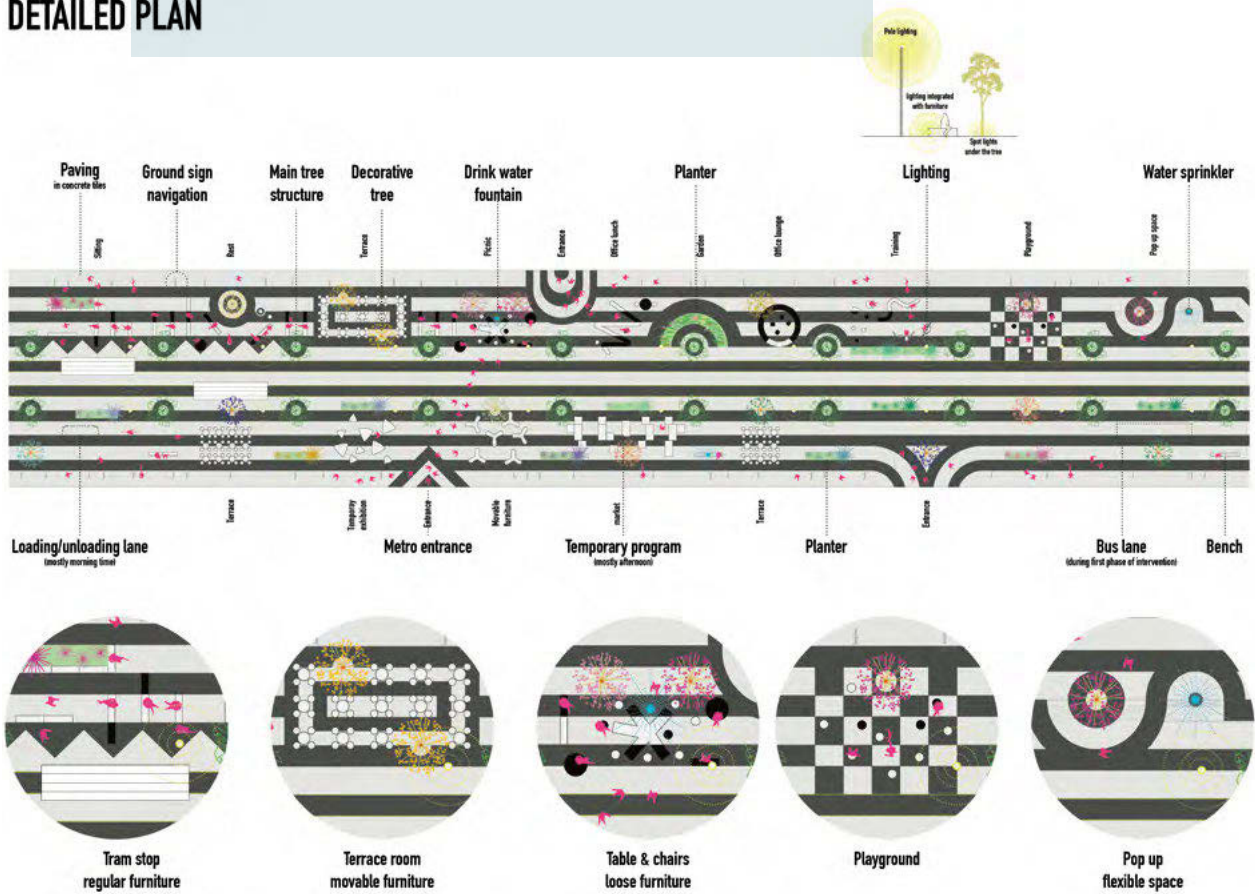 DETAILED PLAN
Pole lighting
lighting integrated
with furniture
Spot lights
under the tree
Paving
in concrete tiles
Ground sign
navigation
Main tree
structure
Decorative
tree
Drink water
fountain
Planter
Lighting
Water sprinkler
Sitting
Rest
Terrace
Picnic
Entrance
Office lunch
Garden
Office lounge
Training
Playground
Pop up space
Terrace
Temporay
exhibition
Entrance
Movable
furniture
market
Terrace
Entrance
Loading/unloading lane
(mostly morning time)
Metro entrance
Temporary program
(mostly afternoon)
Planter
Bus lane
(during first phase of intervention)
Bench
Tram stop
regular furniture
Terrace room
movable furniture
Table & chairs
loose furniture
Playground
Pop up
flexible space